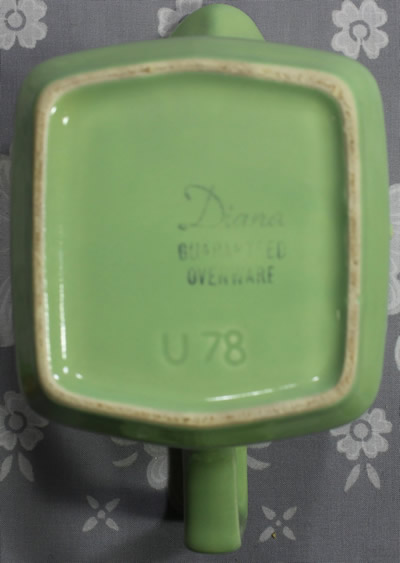 Diana
GUARANTEED
OVENWARE
U 78